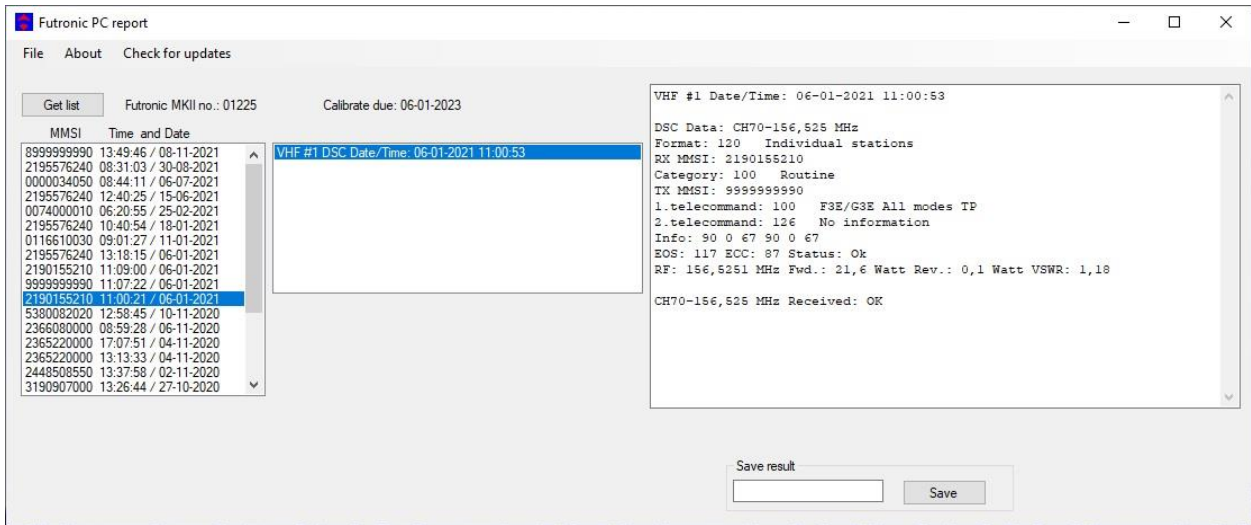 Futronic PC report
File About Check for updates
Get list Futronic MKII no.: 01225 Calibrate due: 06-01-2023
MMSI Time and Date
8999999990 13:49:46 / 08-11-2021
2195576240 08:31:03 / 30-08-2021
0000034050 08:44:11 / 06-07-2021
2195576240 12:40:25 / 15-06-2021
0074000010 06:20:55 / 25-02-2021
2195576240 10:40:54 / 18-01-2021
0116610030 09:01:27 / 11-01-2021
2195576240 13:18:15 / 06-01-2021
2190155210 11:09:00 / 06-01-2021
9999999990 11:07:22 / 06-01-2021
2190155210 11:00:21 / 06-01-2021
5380082020 12:58:45 / 10-11-2020
2366080000 08:59:28 / 06-11-2020
2365220000 17:07:51 / 04-11-2020
2365220000 13:13:33 / 04-11-2020
2448508550 13:37:58 / 02-11-2020
3190907000 13:26:44 / 27-10-2020
VHF #1 DSC Date/Time: 06-01-2021 11:00:53
VHF #1 Date/Time: 06-01-2021 11:00:53
DSC Data: CH70-156,525 MHz
Format: 120 Individual stations
RX MMSI: 2190155210
Category: 100 Routine
TX MMSI: 9999999990
1.telecommand: 100 F3E/G3E All modes TP
2.telecommand: 126 No information
Info: 90 0 67 90 0 67
EOS: 117 ECC: 87 Status: Ok
RF: 156,5251 MHz Fwd.: 21,6 Watt Rev.: 0,1 Watt VSWR: 1,18
CH70-156,525 MHz Received: OK
Save result
Save